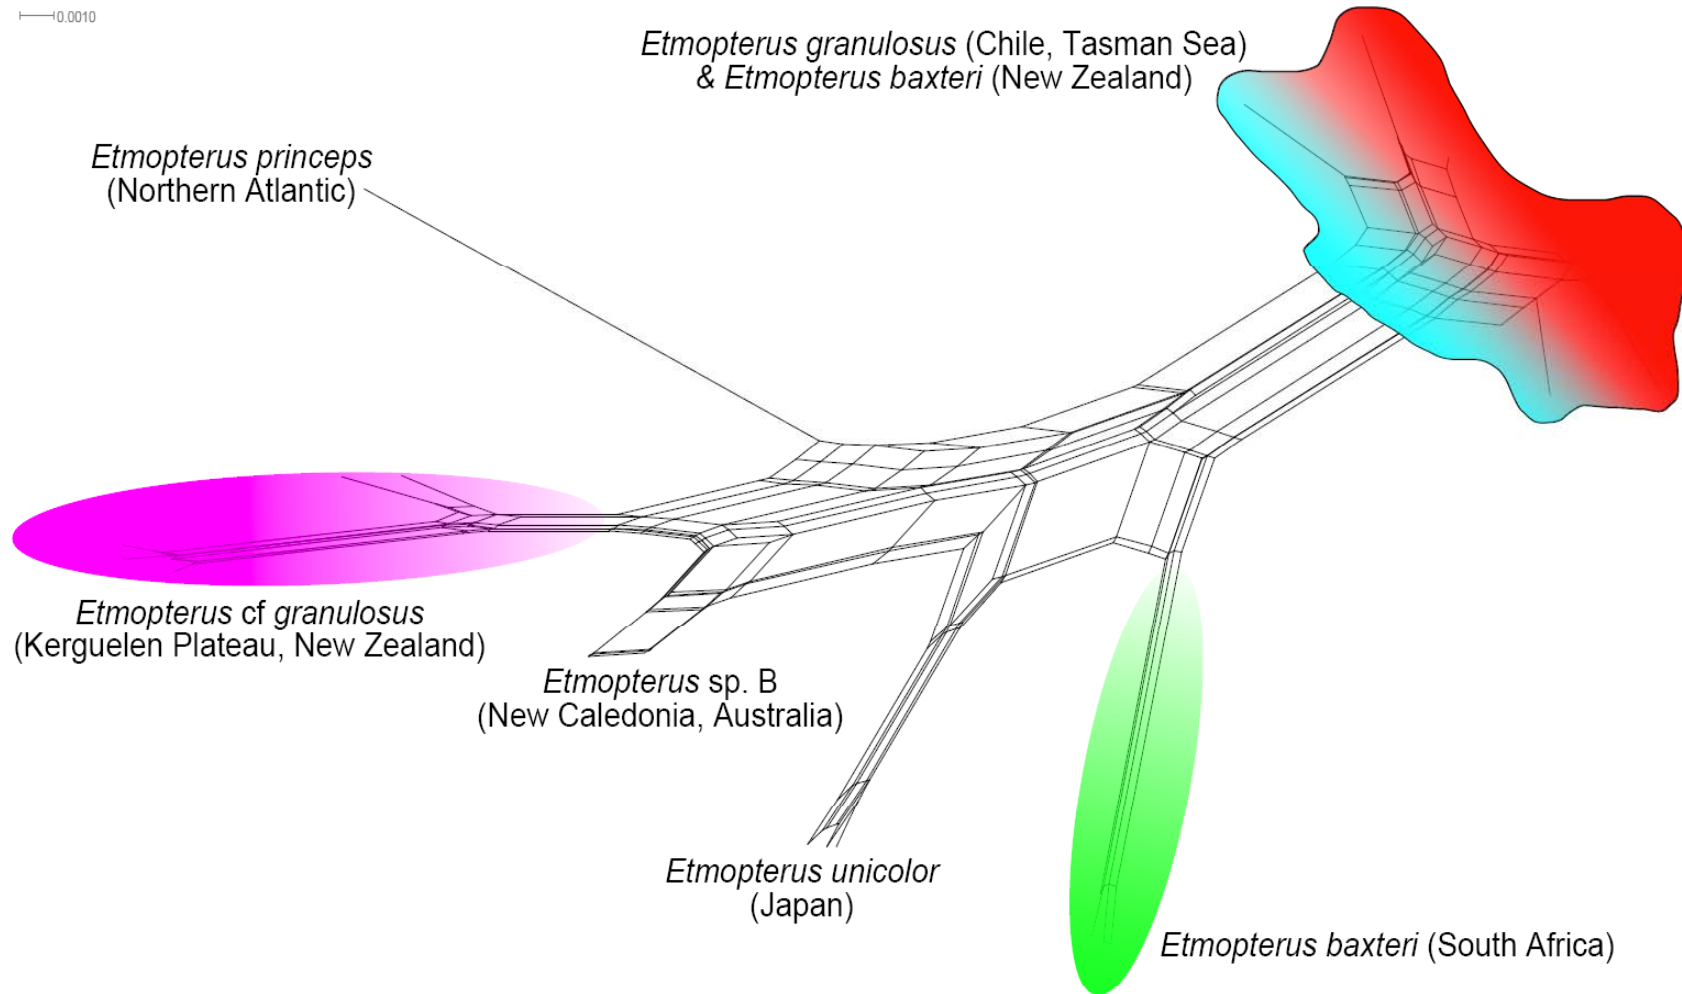 0.0010
Etmopterus granulosus (Chile, Tasman Sea)
& Etmopterus baxteri (New Zealand)
Etmopterus princeps
(Northern Atlantic)
Etmopterus cf granulosus
(Kerguelen Plateau, New Zealand)
Etmopterus sp. B
(New Caledonia, Australia)
Etmopterus unicolor
(Japan)
Etmopterus baxteri (South Africa)